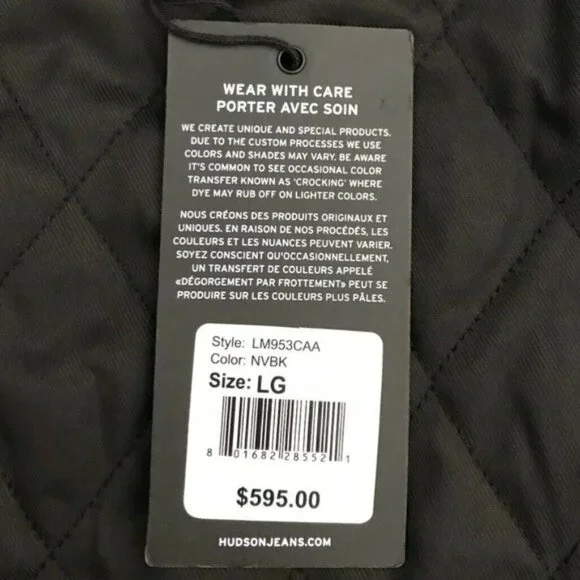 WEAR WITH CARE
PORTER AVEC SOIN
WE CREATE UNIQUE AND SPECIAL PRODUCTS.
DUE TO THE CUSTOM PROCESSES WE USE
COLORS AND SHADES MAY VARY. BE AWARE
IT'S COMMON TO SEE OCCASIONAL COLOR
TRANSFER KNOWN AS 'CROCKING' WHERE
DYE MAY RUB OFF ON LIGHTER COLORS.
NOUS CRÉONS DES PRODUITS ORIGINAUX ET
UNIQUES. EN RAISON DE NOS PROCÉDÉS, LES
COULEURS ET LES NUANCES PEUVENT VARIER.
SOYEZ CONSCIENT QU'OCCASIONNELLEMENT,
UN TRANSFERT DE COULEURS APPELÉ
«DÉGORGEMENT PAR FROTTEMENT» PEUT SE
PRODUIRE SUR LES COULEURS PLUS PÂLES.
Style: LM953CAA
Color: NVBK
Size: LG
8 01682 28552 1
$595.00
HUDSONJEANS.COM